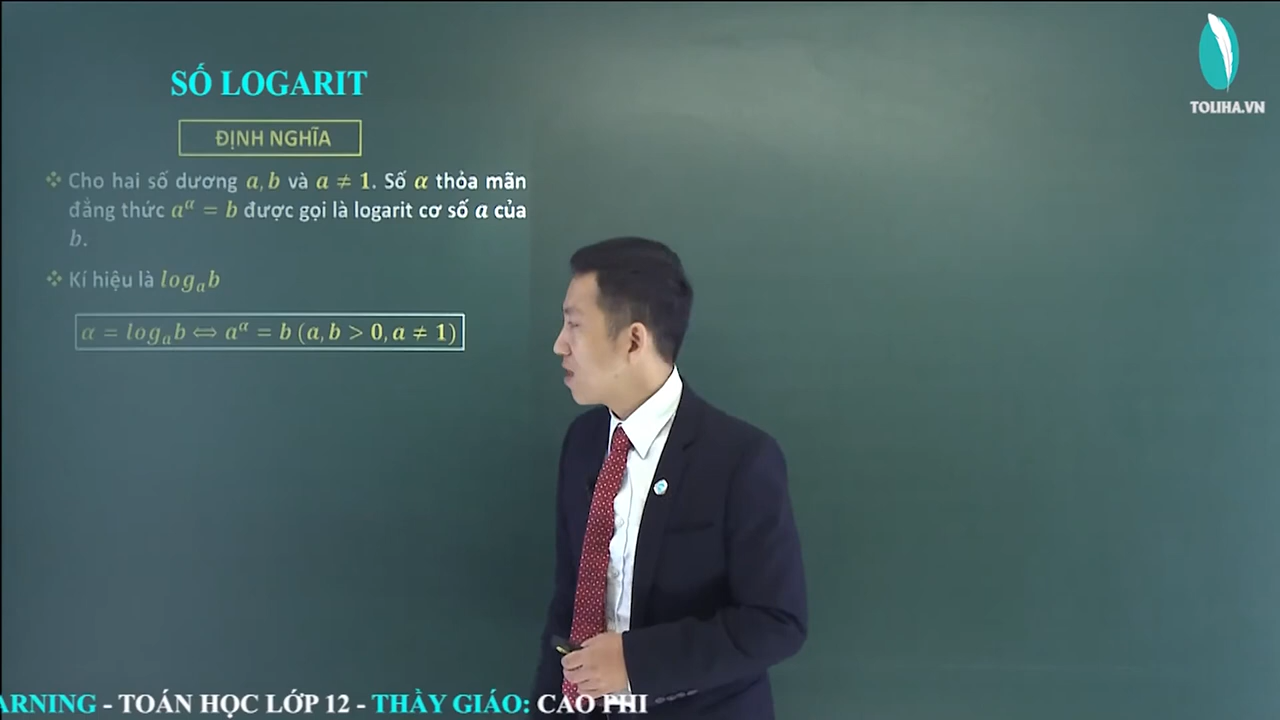 SỐ LOGARIT
ĐỊNH NGHĨA
❖ Cho hai số dương a, b và a ≠ 1. Số α thỏa mãn
đẳng thức a^α = b được gọi là logarit cơ số a của
b.
❖ Kí hiệu là log_a b
α = log_a b ⇔ a^α = b (a, b > 0, a ≠ 1)
TOLIHA.VN
ARNING - TOÁN HỌC LỚP 12 - THẦY GIÁO: CAO PHI